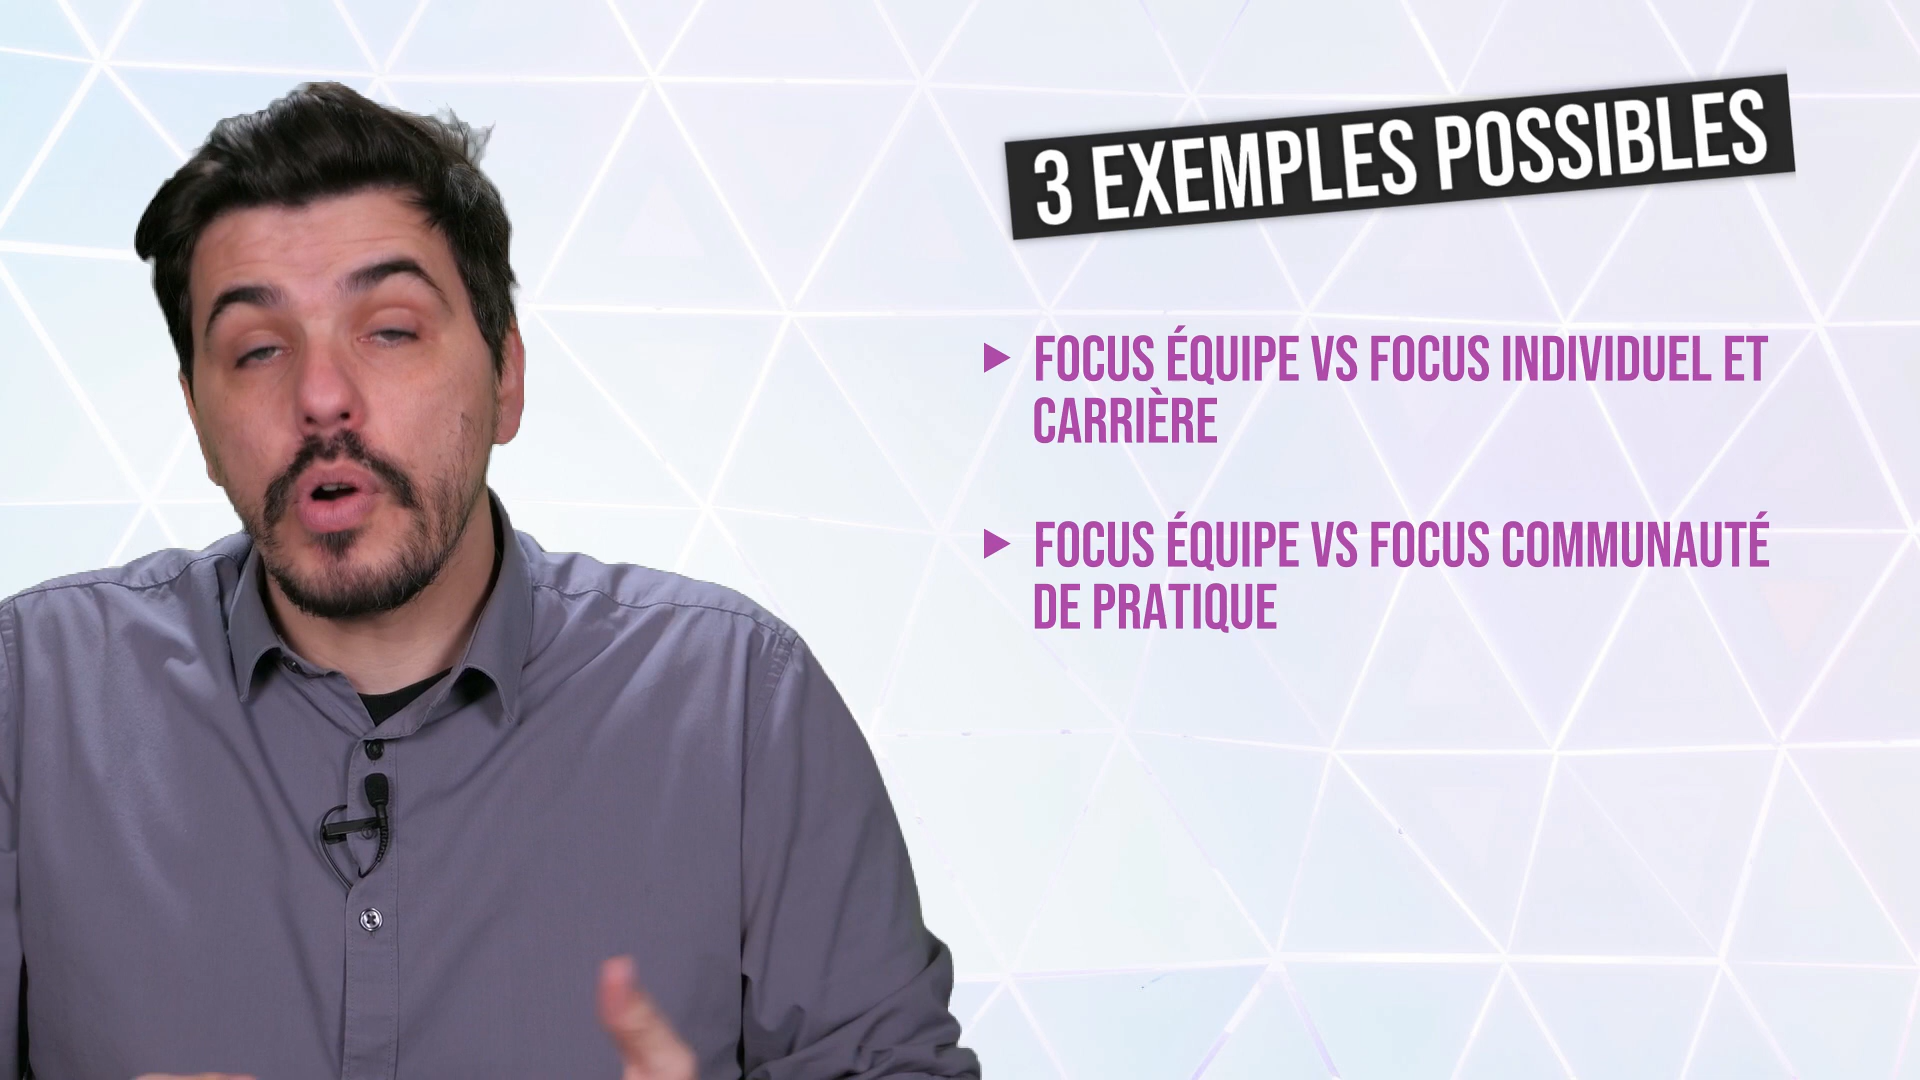 3 EXEMPLES POSSIBLES
FOCUS ÉQUIPE VS FOCUS INDIVIDUEL ET
CARRIÈRE
FOCUS ÉQUIPE VS FOCUS COMMUNAUTÉ
DE PRATIQUE